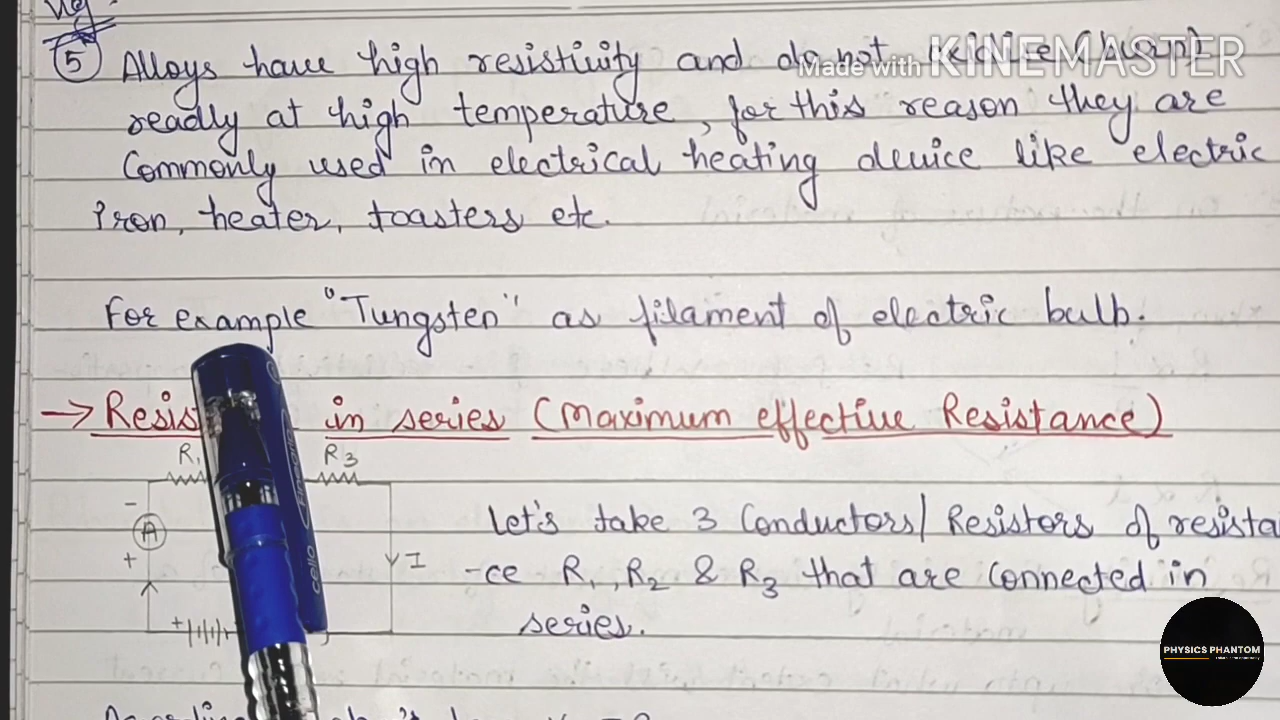 5 Alloys have high resistivity and do not oxidise (burn)
Made with KINEMASTER
readly at high temperature, for this reason they are
Commonly used in electrical heating device like electric
iron, heater, toasters etc.
For example "Tungsten" as filament of electric bulb.
→ Resis in series (Maximum effective Resistance)
R1 R3
- A + I
+
Let's take 3 Conductors/Resistors of resista
-ce R1, R2 & R3 that are connected in
series.
PHYSICS PHANTOM